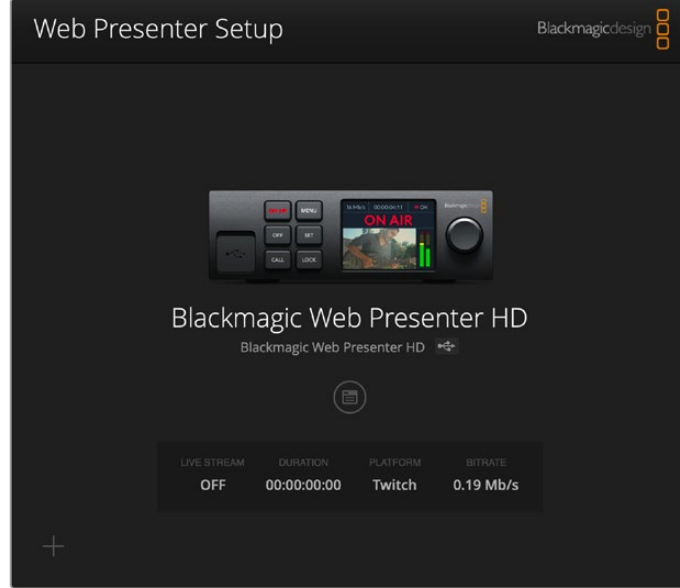 Web Presenter Setup
Blackmagicdesign
ON AIR
MENU
OFF
SET
CALL
LOCK
ON AIR
Blackmagic Web Presenter HD
Blackmagic Web Presenter HD
LIVE STREAM DURATION PLATFORM BITRATE
OFF 00:00:00:00 Twitch 0.19 Mb/s